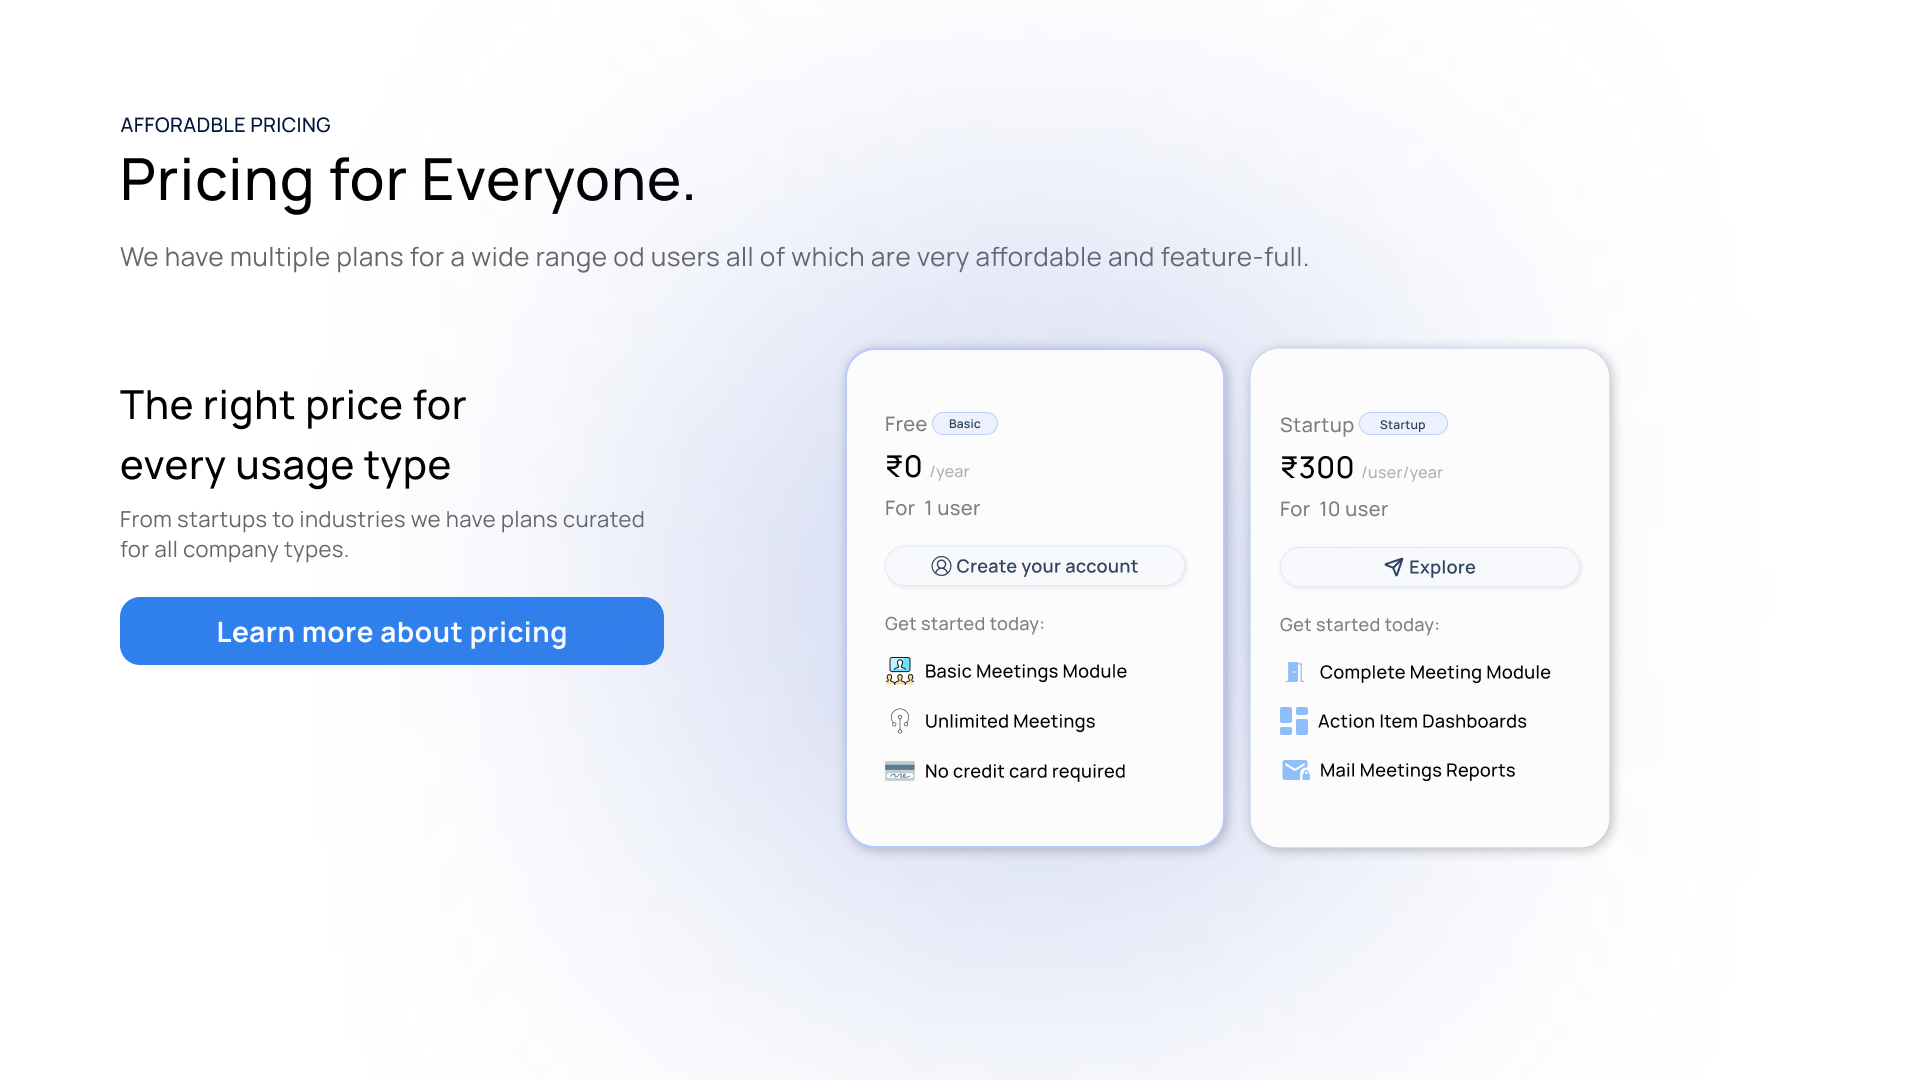 AFFORADBLE PRICING
Pricing for Everyone.
We have multiple plans for a wide range od users all of which are very affordable and feature-full.
The right price for
every usage type
From startups to industries we have plans curated
for all company types.
Learn more about pricing
Free Basic
₹0 /year
For 1 user
Create your account
Get started today:
Basic Meetings Module
Unlimited Meetings
No credit card required
Startup Startup
₹300 /user/year
For 10 user
Explore
Get started today:
Complete Meeting Module
Action Item Dashboards
Mail Meetings Reports